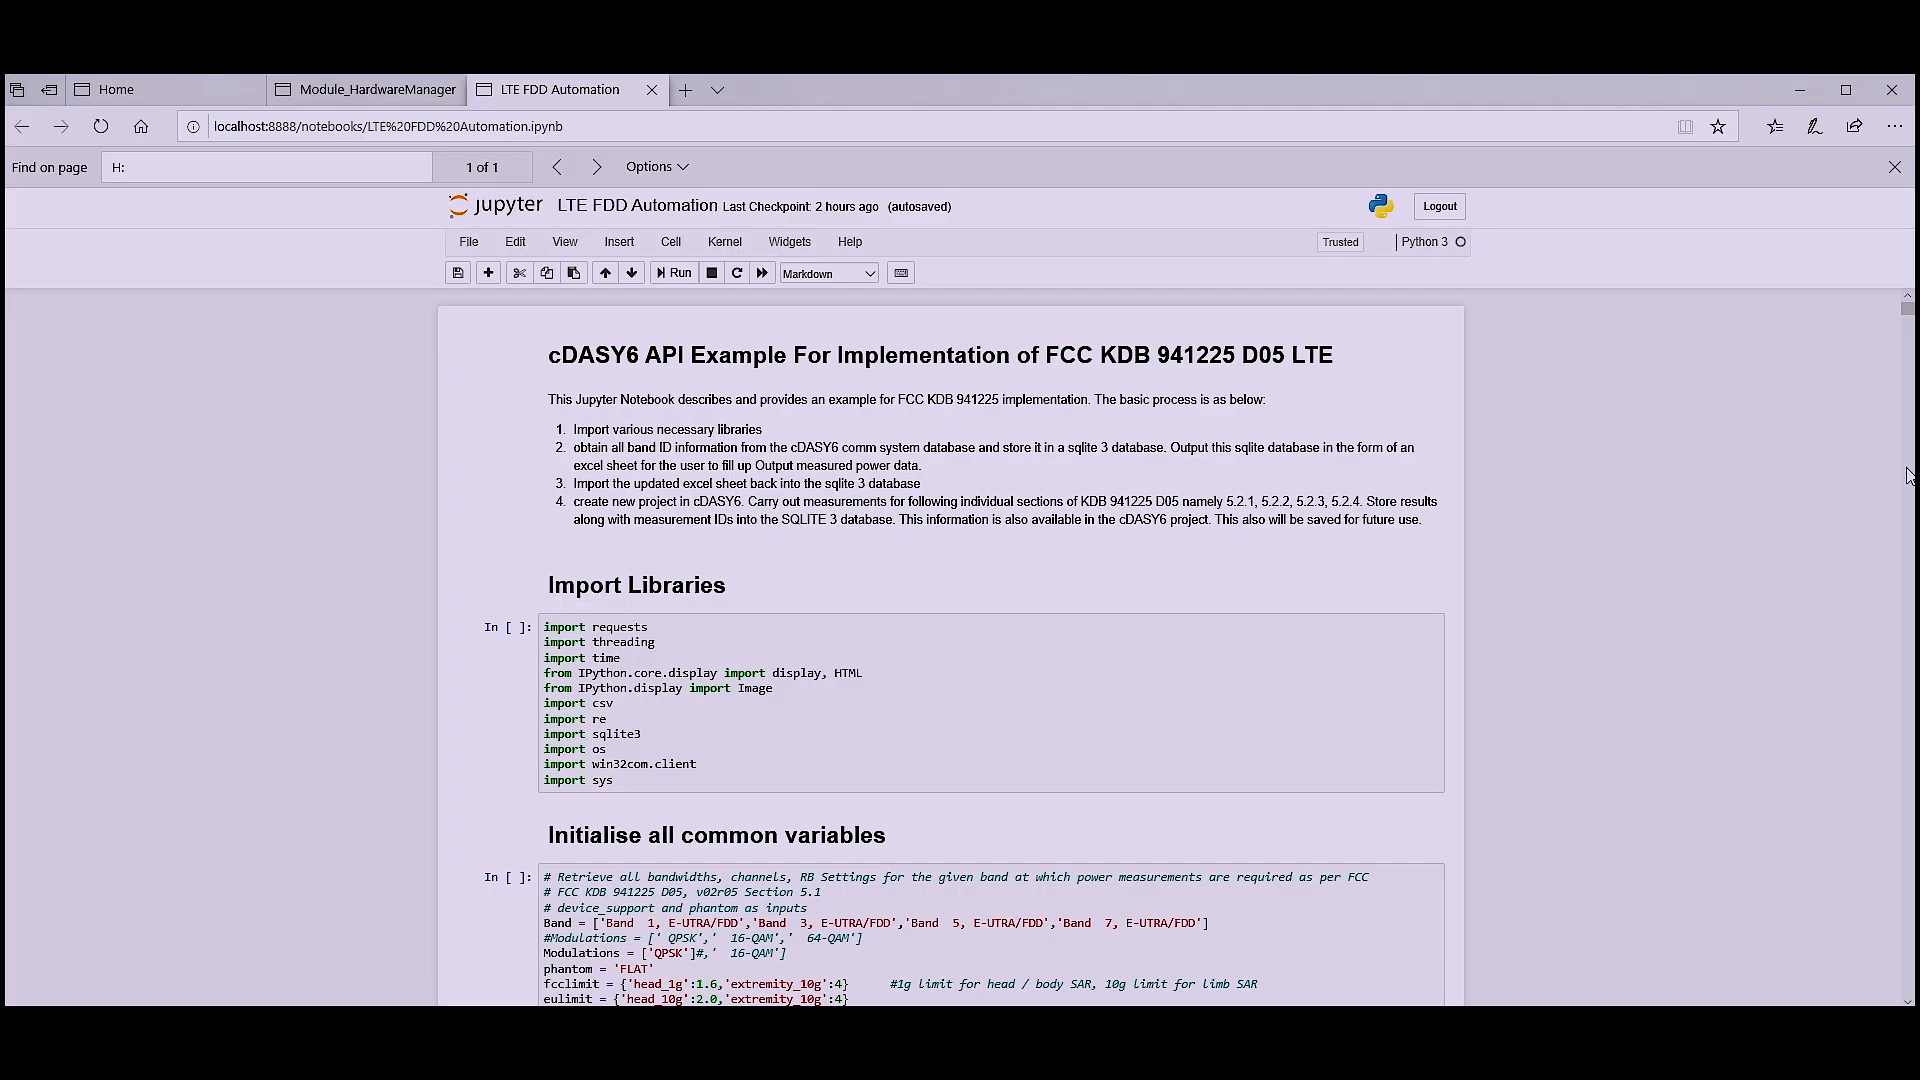 Home
Module_HardwareManager
LTE FDD Automation
localhost:8888/notebooks/LTE%20FDD%20Automation.ipynb
Find on page
H:
1 of 1
Options
jupyter LTE FDD Automation Last Checkpoint: 2 hours ago (autosaved)
Logout
File Edit View Insert Cell Kernel Widgets Help
Trusted
Python 3
Run
Markdown
cDASY6 API Example For Implementation of FCC KDB 941225 D05 LTE
This Jupyter Notebook describes and provides an example for FCC KDB 941225 implementation. The basic process is as below:
1. Import various necessary libraries
2. obtain all band ID information from the cDASY6 comm system database and store it in a sqlite 3 database. Output this sqlite database in the form of an
excel sheet for the user to fill up Output measured power data.
3. Import the updated excel sheet back into the sqlite 3 database
4. create new project in cDASY6. Carry out measurements for following individual sections of KDB 941225 D05 namely 5.2.1, 5.2.2, 5.2.3, 5.2.4. Store results
along with measurement IDs into the SQLITE 3 database. This information is also available in the cDASY6 project. This also will be saved for future use.
Import Libraries
In [ ]: import requests
import threading
import time
from IPython.core.display import display, HTML
from IPython.display import Image
import csv
import re
import sqlite3
import os
import win32com.client
import sys
Initialise all common variables
In [ ]: # Retrieve all bandwidths, channels, RB Settings for the given band at which power measurements are required as per FCC
# FCC KDB 941225 D05, v02r05 Section 5.1
# device_support and phantom as inputs
Band = ['Band  1, E-UTRA/FDD','Band  3, E-UTRA/FDD','Band  5, E-UTRA/FDD','Band  7, E-UTRA/FDD']
#Modulations = [' QPSK','  16-QAM','  64-QAM']
Modulations = ['QPSK']#,'  16-QAM']
phantom = 'FLAT'
fcclimit = {'head_1g':1.6,'extremity_10g':4}      #1g limit for head / body SAR, 10g limit for limb SAR
eulimit = {'head_10g':2.0,'extremity_10g':4}